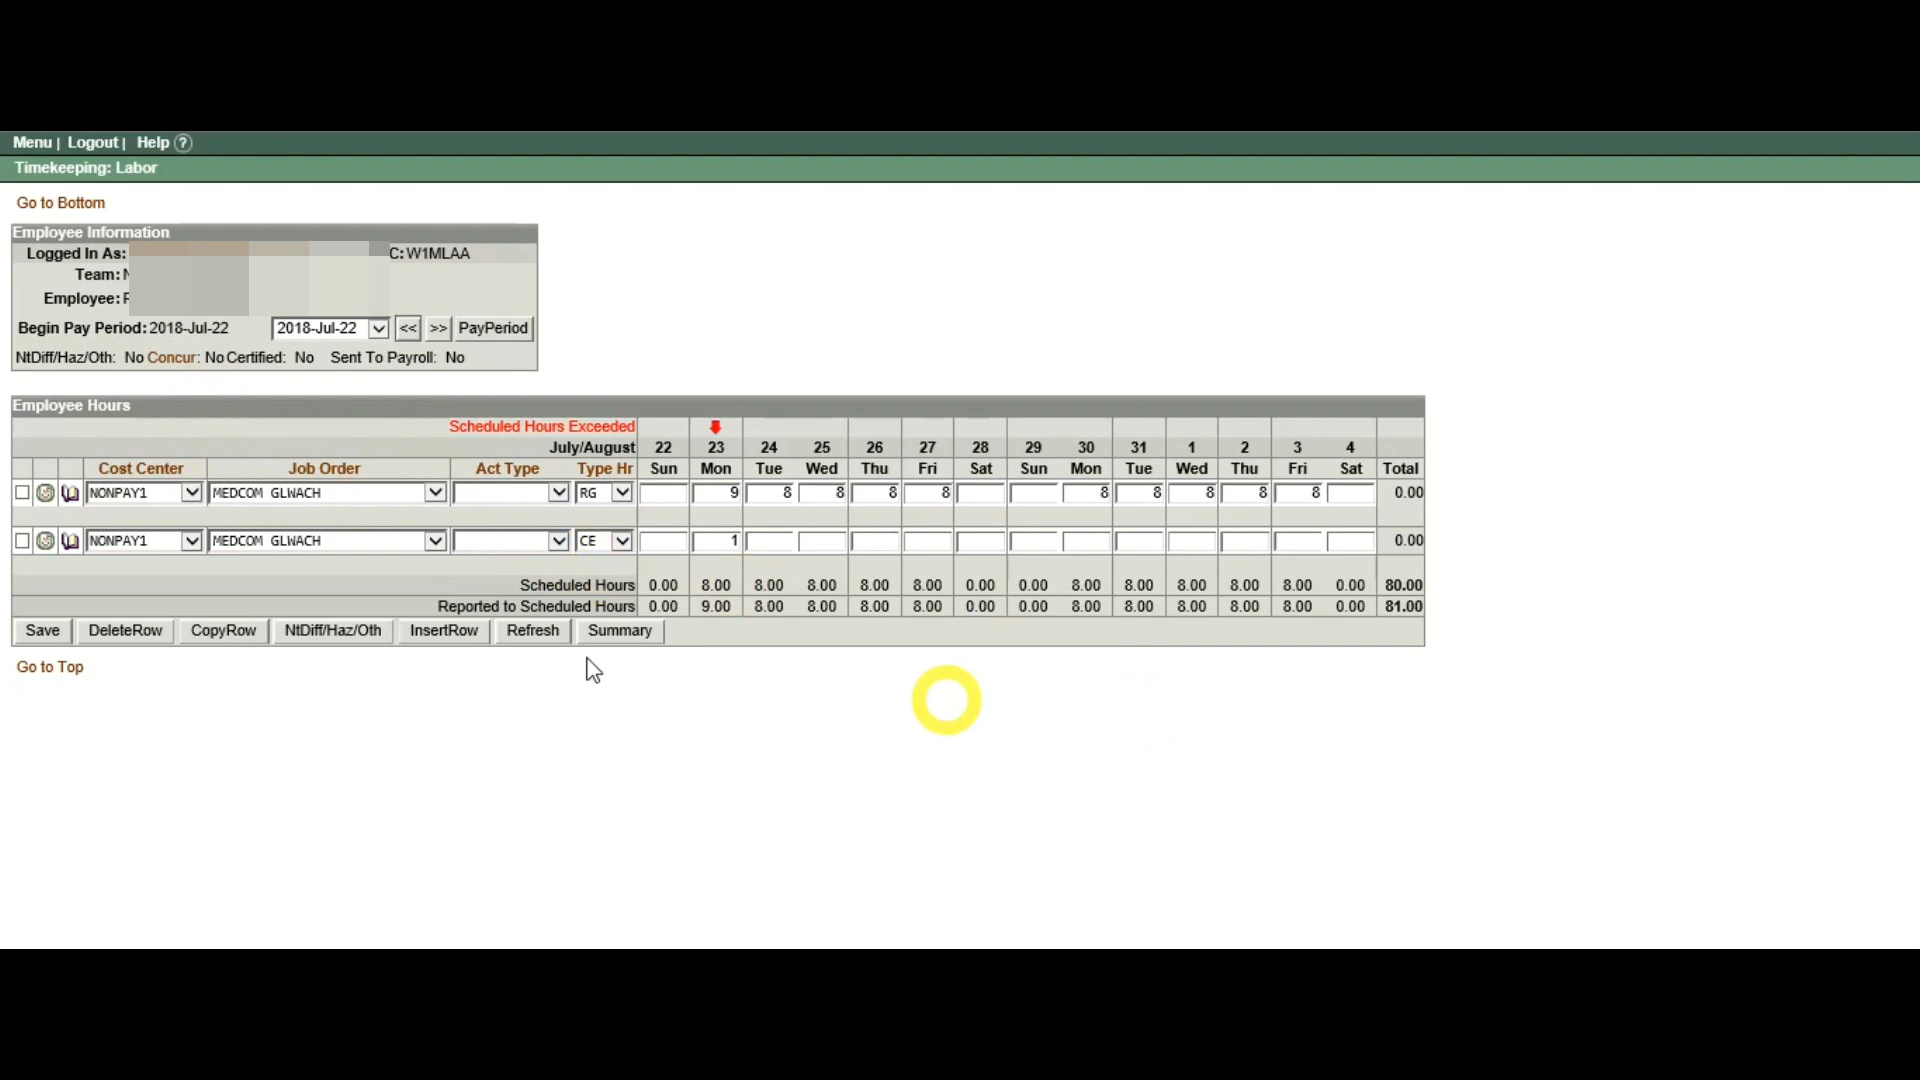 Menu | Logout | Help ?
Timekeeping: Labor
Go to Bottom
Employee Information
Logged In As: C: W1MLAA
Team:
Employee:
Begin Pay Period: 2018-Jul-22 2018-Jul-22 << >> PayPeriod
NtDiff/Haz/Oth: No Concur: No Certified: No Sent To Payroll: No
Employee Hours
Scheduled Hours Exceeded
July/August 22 23 24 25 26 27 28 29 30 31 1 2 3 4
Cost Center Job Order Act Type Type Hr Sun Mon Tue Wed Thu Fri Sat Sun Mon Tue Wed Thu Fri Sat Total
NONPAY1 MEDCOM GLWACH RG 9 8 8 8 8 8 8 8 8 8 0.00
NONPAY1 MEDCOM GLWACH CE 1 0.00
Scheduled Hours 0.00 8.00 8.00 8.00 8.00 8.00 0.00 0.00 8.00 8.00 8.00 8.00 8.00 0.00 80.00
Reported to Scheduled Hours 0.00 9.00 8.00 8.00 8.00 8.00 0.00 0.00 8.00 8.00 8.00 8.00 8.00 0.00 81.00
Save DeleteRow CopyRow NtDiff/Haz/Oth InsertRow Refresh Summary
Go to Top